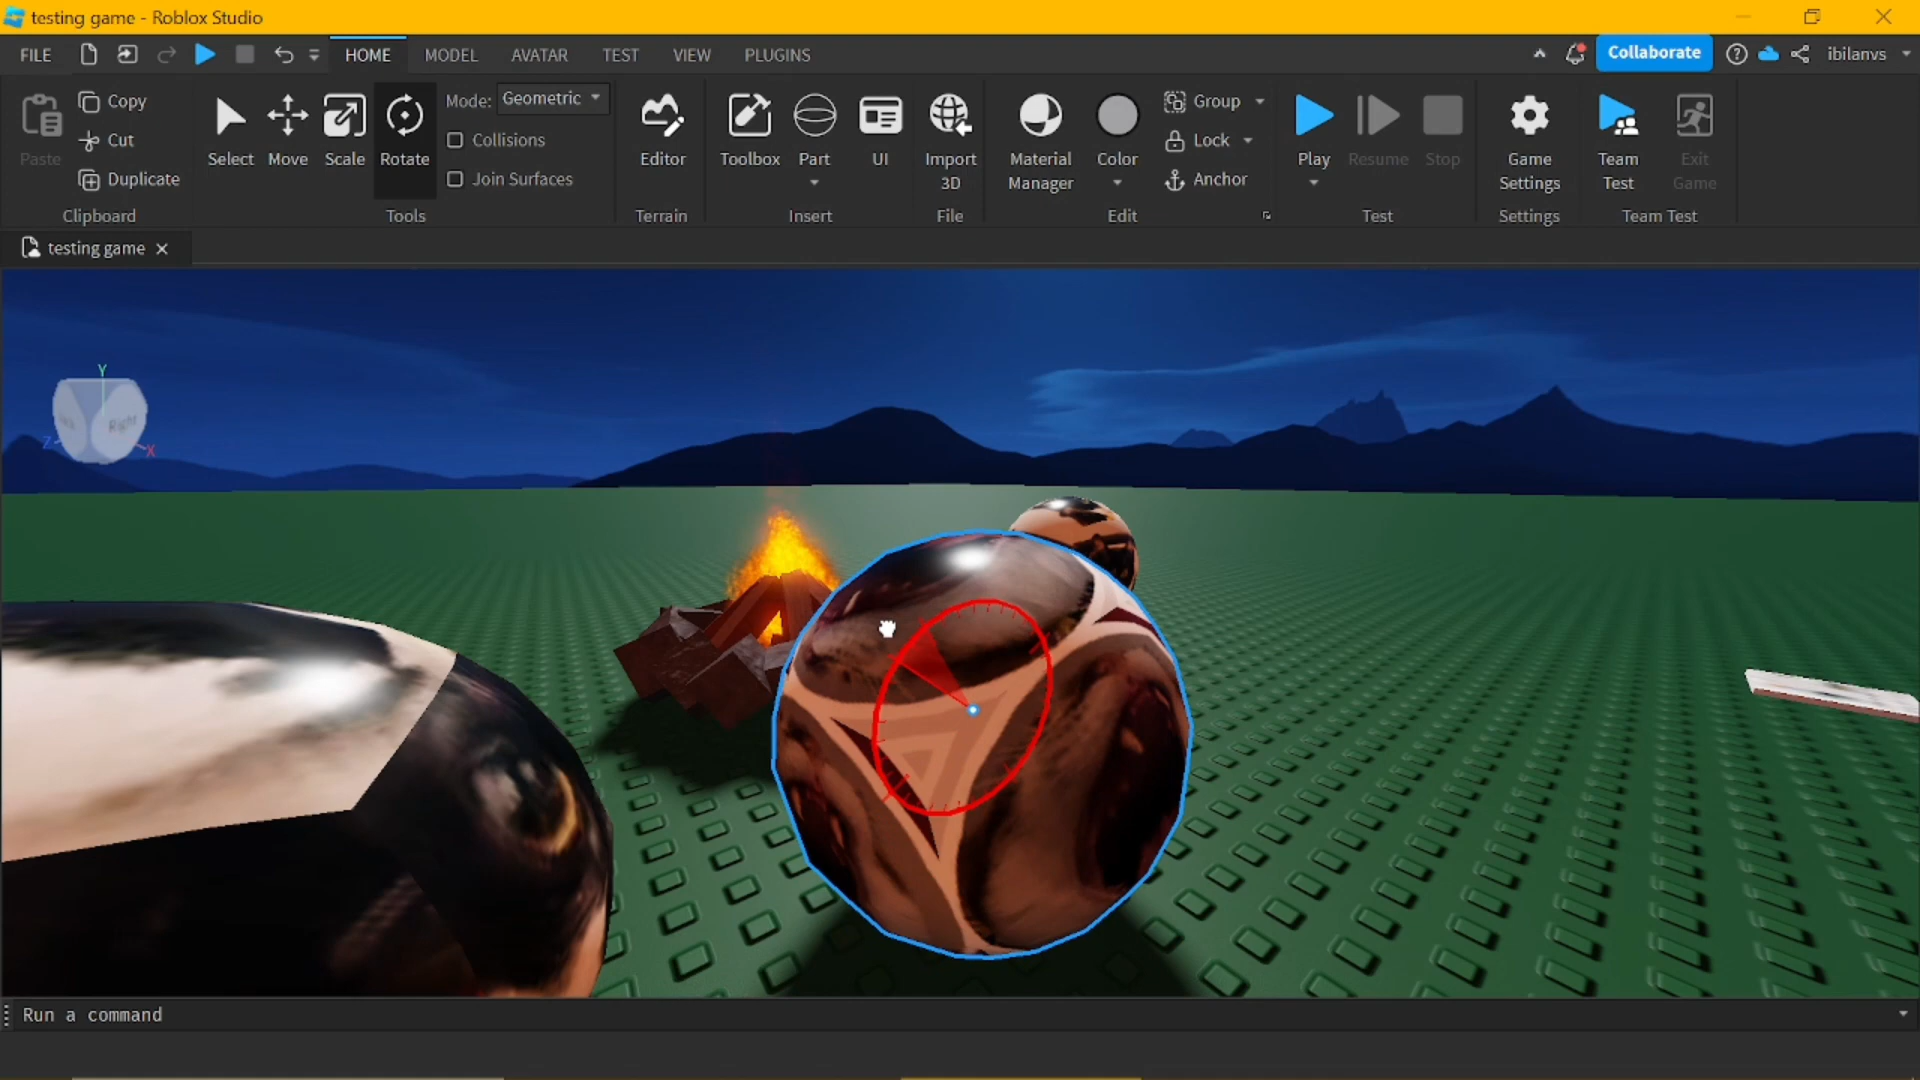 testing game - Roblox Studio
FILE HOME MODEL AVATAR TEST VIEW PLUGINS Collaborate ibilanvs
Paste Copy Cut Duplicate
Clipboard
Select Move Scale Rotate
Mode: Geometric
Collisions
Join Surfaces
Tools
Editor
Terrain
Toolbox Part UI
Insert
Import
3D
File
Material
Manager
Color
Group
Lock
Anchor
Edit
Play Resume Stop
Test
Game
Settings
Settings
Team
Test
Exit
Game
Team Test
testing game
Y
Right
Z
X
Run a command